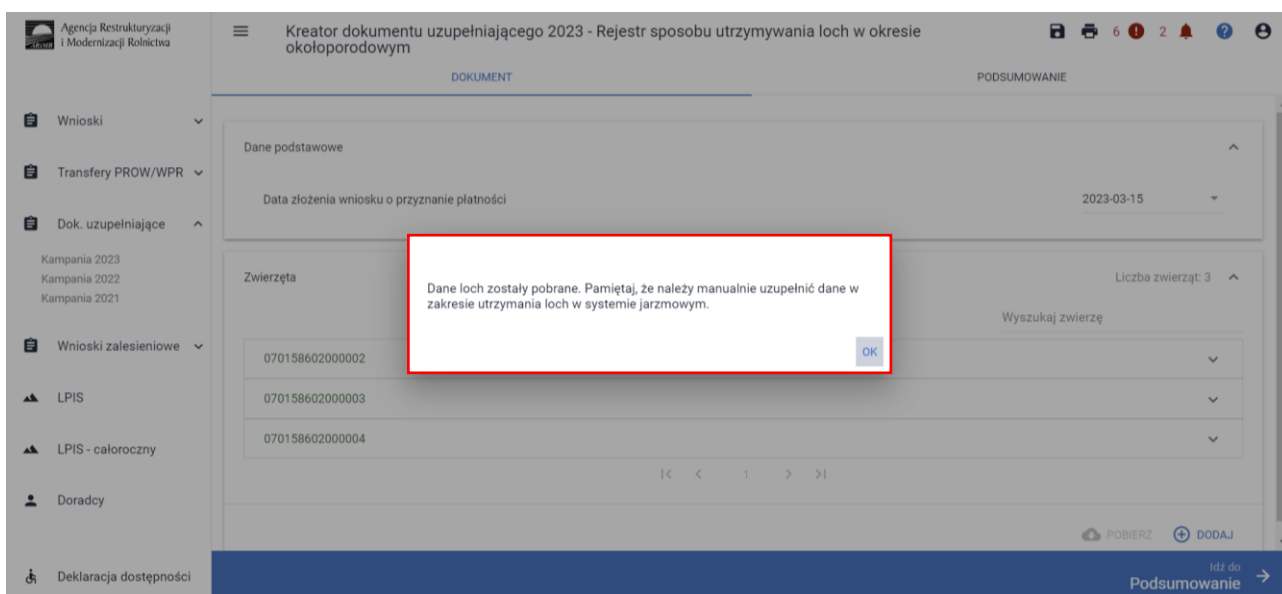 Agencja Restrukturyzacji
i Modernizacji Rolnictwa
ARiMR
Kreator dokumentu uzupełniającego 2023 - Rejestr sposobu utrzymywania loch w okresie
okołoporodowym
6 2
DOKUMENT
PODSUMOWANIE
Wnioski
Transfery PROW/WPR
Dok. uzupełniające
Kampania 2023
Kampania 2022
Kampania 2021
Wnioski zalesieniowe
LPIS
LPIS - całoroczny
Doradcy
Deklaracja dostępności
Dane podstawowe
Data złożenia wniosku o przyznanie płatności
2023-03-15
Zwierzęta
Liczba zwierząt: 3
Wyszukaj zwierzę
Dane loch zostały pobrane. Pamiętaj, że należy manualnie uzupełnić dane w
zakresie utrzymania loch w systemie jarzmowym.
OK
070158602000002
070158602000003
070158602000004
1
POBIERZ
DODAJ
Idź do
Podsumowanie